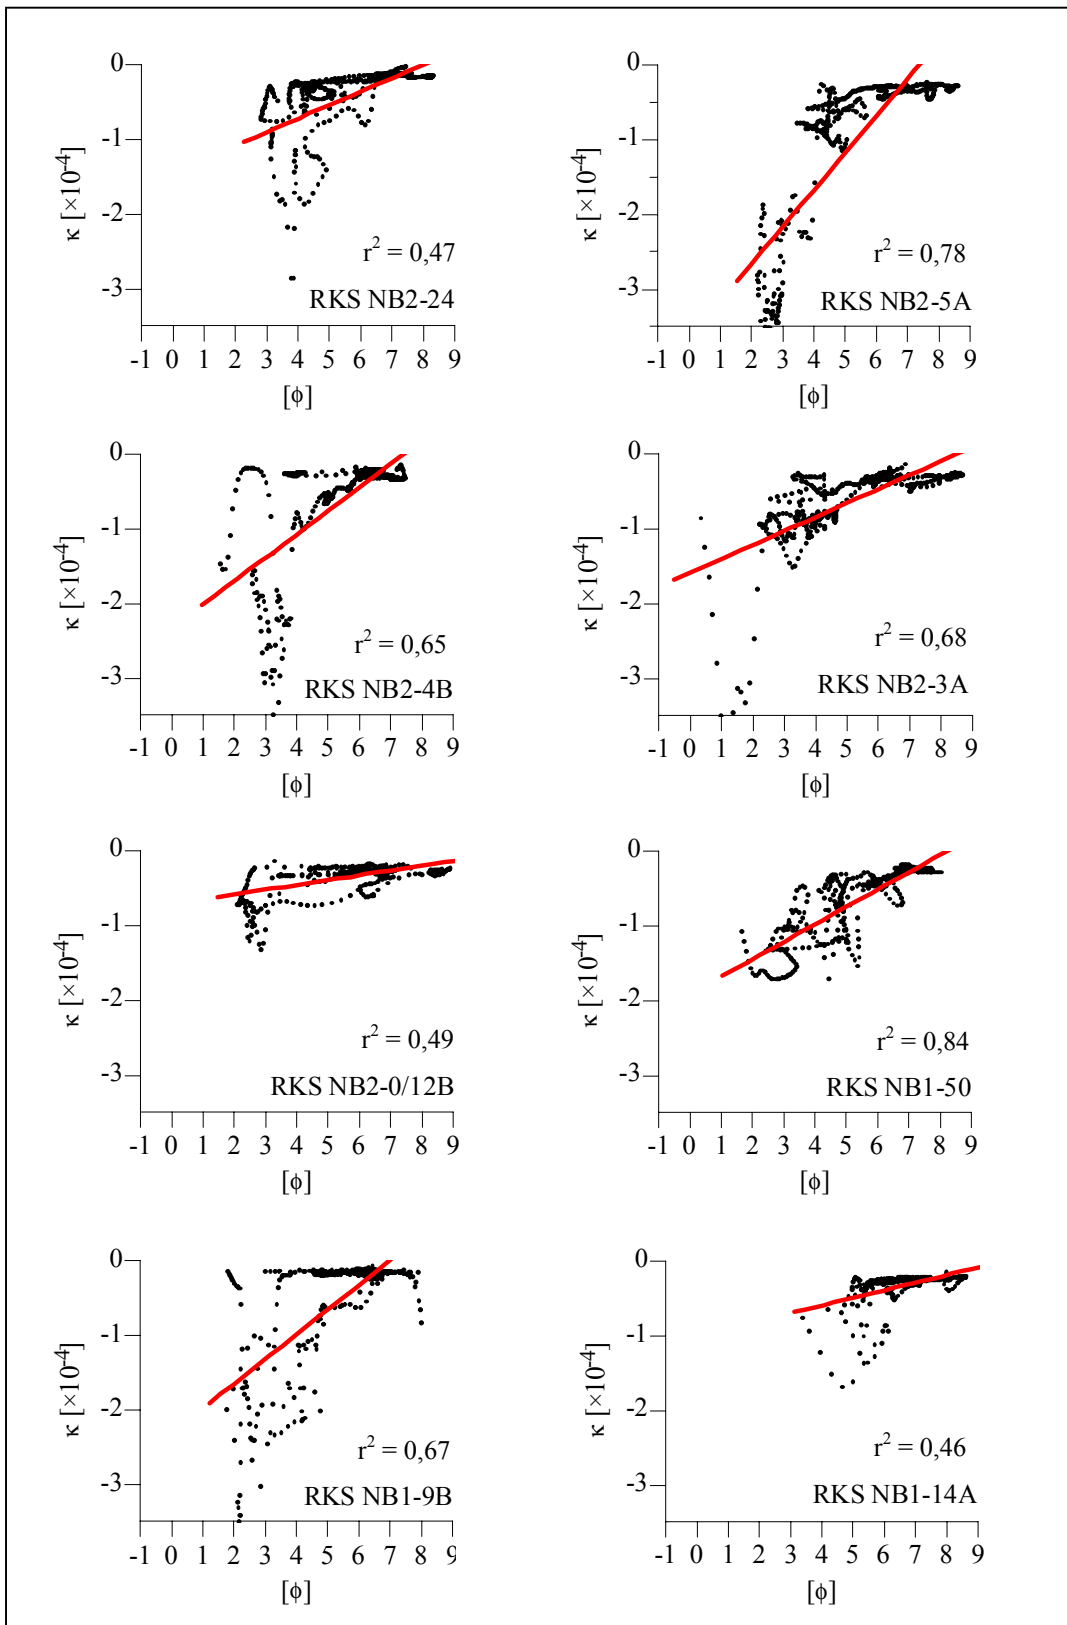 0
-1
-2
-3
κ [×10⁻⁴]
r² = 0,47
RKS NB2-24
-1 0 1 2 3 4 5 6 7 8 9
[ϕ]
0
-1
-2
-3
κ [×10⁻⁴]
r² = 0,78
RKS NB2-5A
-1 0 1 2 3 4 5 6 7 8 9
[ϕ]
0
-1
-2
-3
κ [×10⁻⁴]
r² = 0,65
RKS NB2-4B
-1 0 1 2 3 4 5 6 7 8 9
[ϕ]
0
-1
-2
-3
κ [×10⁻⁴]
r² = 0,68
RKS NB2-3A
-1 0 1 2 3 4 5 6 7 8 9
[ϕ]
0
-1
-2
-3
κ [×10⁻⁴]
r² = 0,49
RKS NB2-0/12B
-1 0 1 2 3 4 5 6 7 8 9
[ϕ]
0
-1
-2
-3
κ [×10⁻⁴]
r² = 0,84
RKS NB1-50
-1 0 1 2 3 4 5 6 7 8 9
[ϕ]
0
-1
-2
-3
κ [×10⁻⁴]
r² = 0,67
RKS NB1-9B
-1 0 1 2 3 4 5 6 7 8 9
[ϕ]
0
-1
-2
-3
κ [×10⁻⁴]
r² = 0,46
RKS NB1-14A
-1 0 1 2 3 4 5 6 7 8 9
[ϕ]